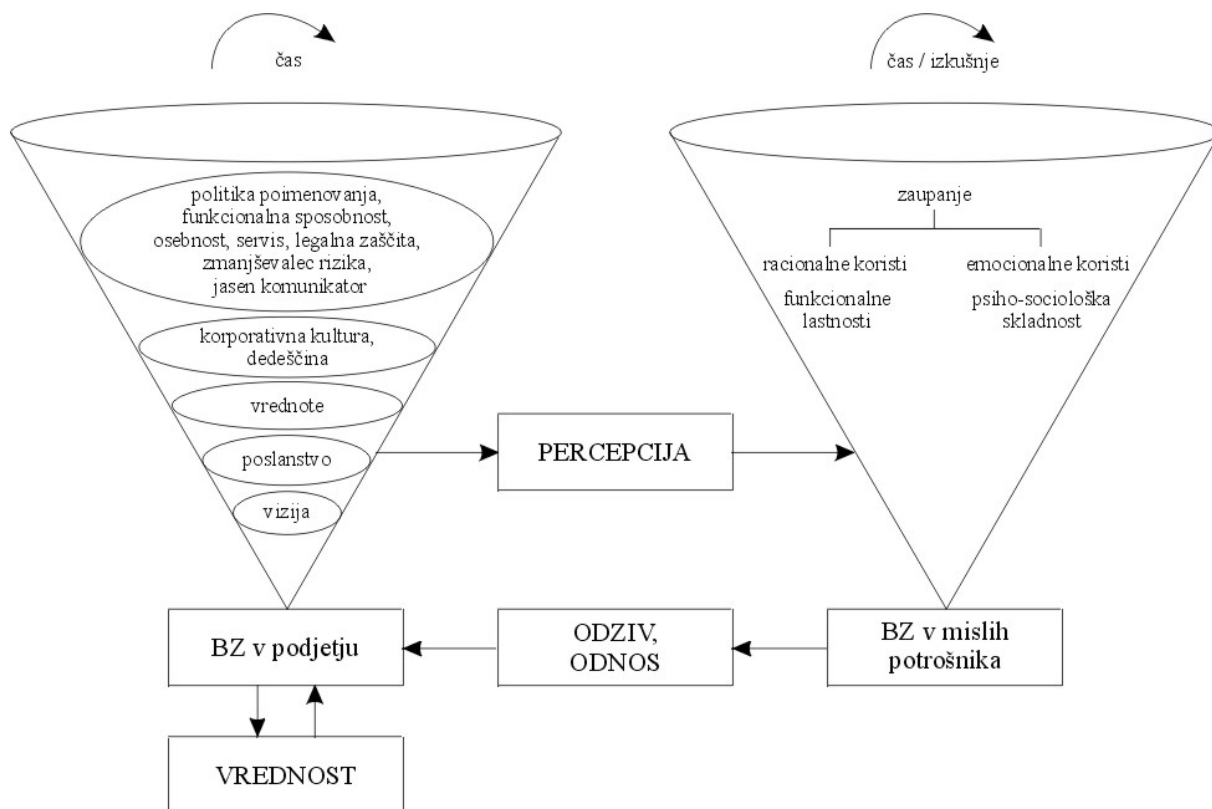 čas
čas / izkušnje
politika poimenovanja,
funkcionalna sposobnost,
osebnost, servis, legalna zaščita,
zmanjševalec rizika,
jasen komunikator
korporativna kultura,
dedeščina
vrednote
poslanstvo
vizija
zaupanje
racionalne koristi
emocionalne koristi
funkcionalne
lastnosti
psiho-sociološka
skladnost
PERCEPCIJA
BZ v podjetju
ODZIV,
ODNOS
BZ v mislih
potrošnika
VREDNOST